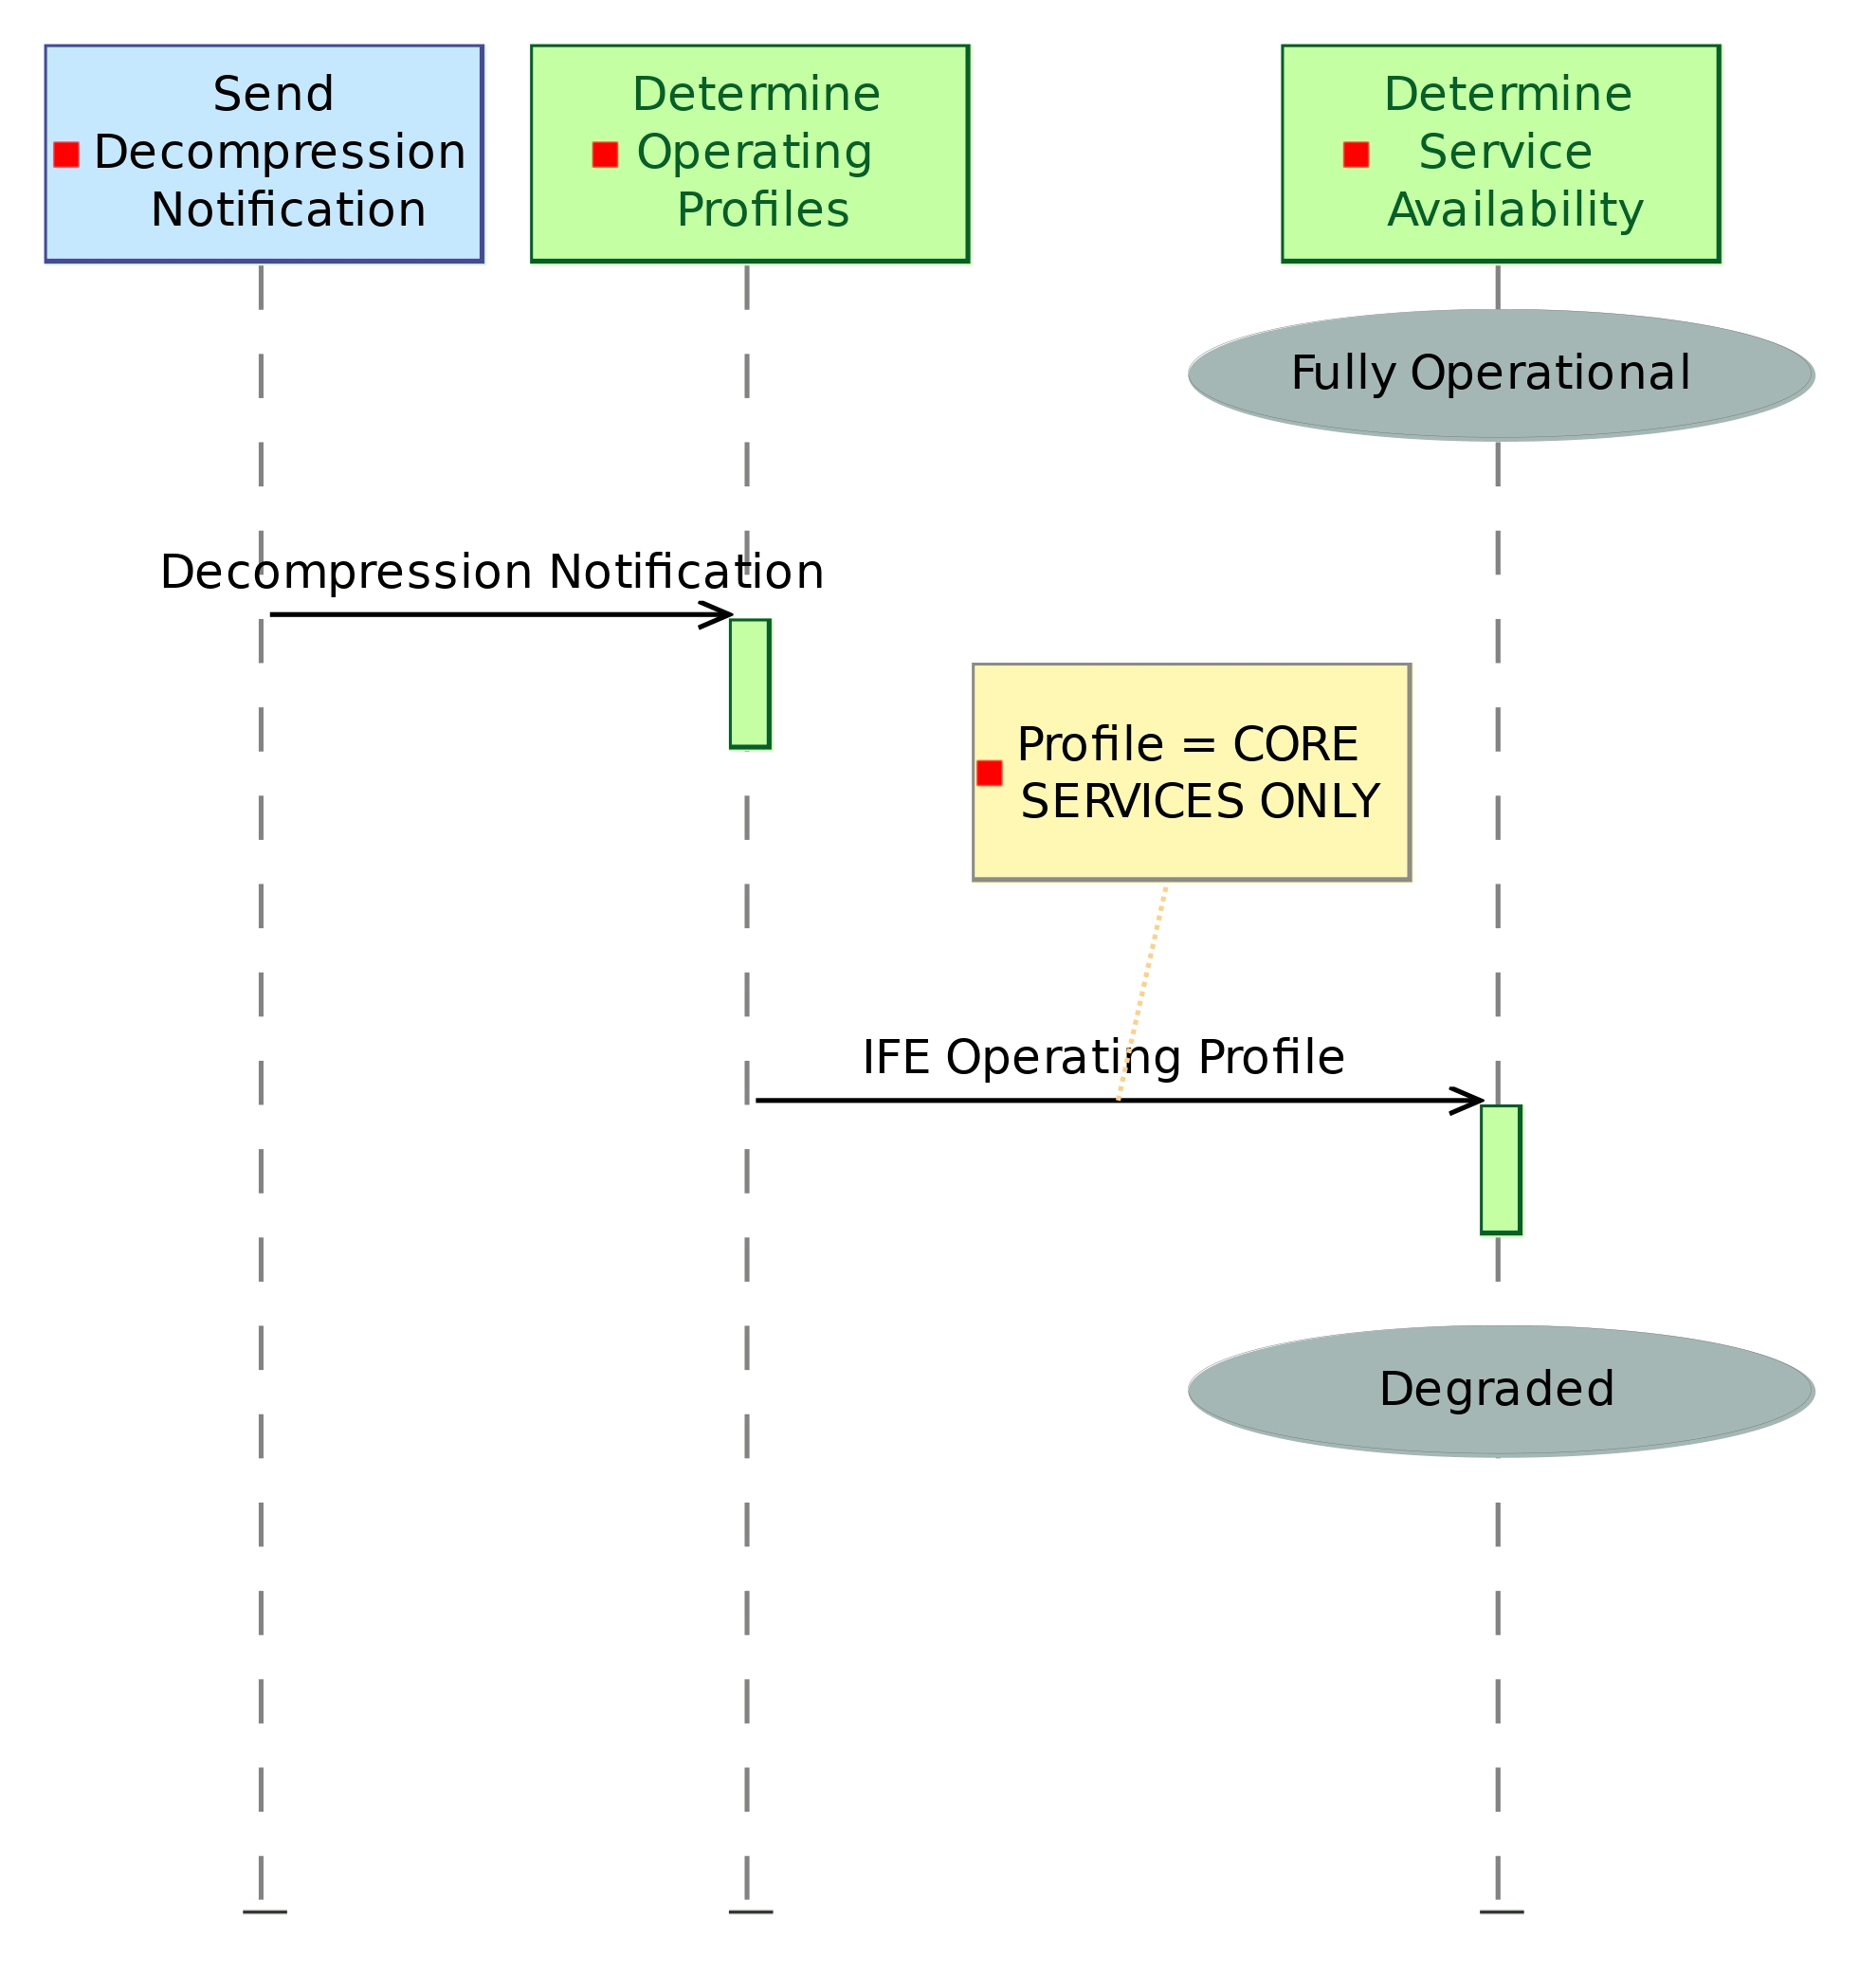 Send
Decompression
Notification
Determine
Operating
Profiles
Determine
Service
Availability
Fully Operational
Decompression Notification
Profile = CORE
SERVICES ONLY
IFE Operating Profile
Degraded